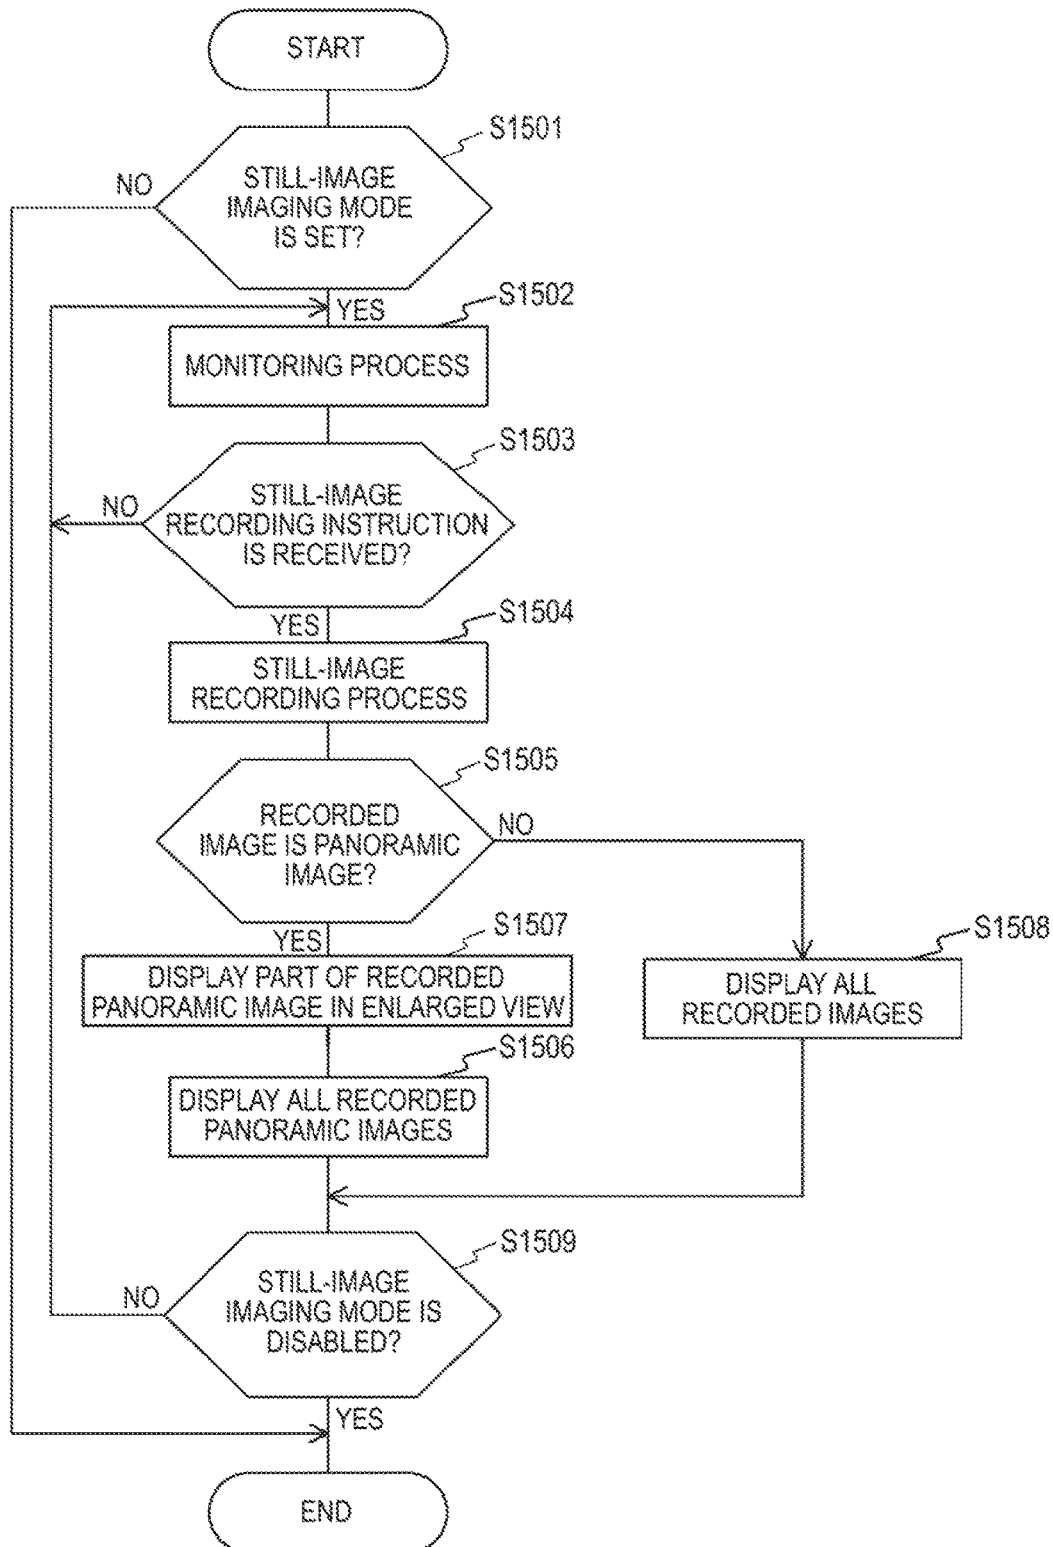 START
S1501
STILL-IMAGE
IMAGING MODE
IS SET?
NO
YES
S1502
MONITORING PROCESS
S1503
STILL-IMAGE
RECORDING INSTRUCTION
IS RECEIVED?
NO
YES
S1504
STILL-IMAGE
RECORDING PROCESS
S1505
RECORDED
IMAGE IS PANORAMIC
IMAGE?
NO
YES
S1507
DISPLAY PART OF RECORDED
PANORAMIC IMAGE IN ENLARGED VIEW
S1508
DISPLAY ALL
RECORDED IMAGES
S1506
DISPLAY ALL RECORDED
PANORAMIC IMAGES
S1509
STILL-IMAGE
IMAGING MODE IS
DISABLED?
NO
YES
END